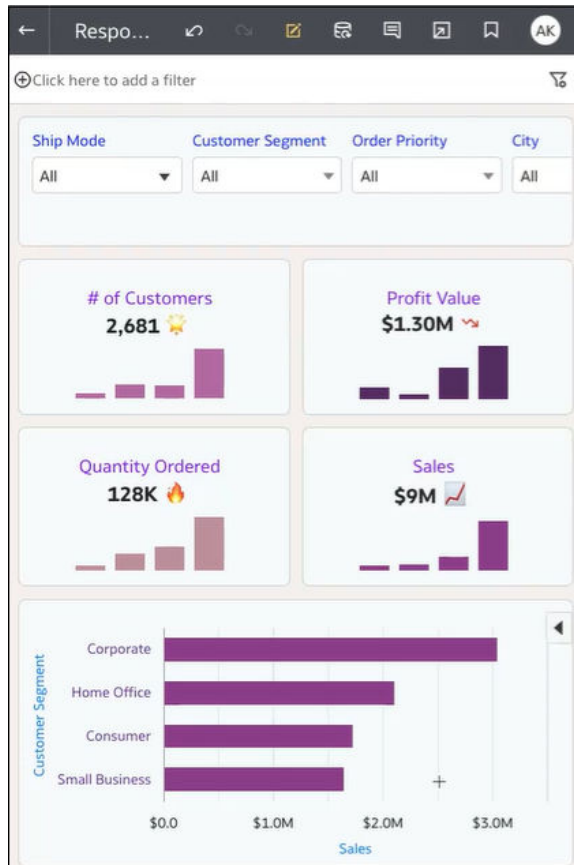 Respo...
AK
Click here to add a filter
Ship Mode
Customer Segment
Order Priority
City
All
All
All
All
# of Customers
2,681
Profit Value
$1.30M
Quantity Ordered
128K
Sales
$9M
Customer Segment
Corporate
Home Office
Consumer
Small Business
$0.0 $1.0M $2.0M $3.0M
Sales